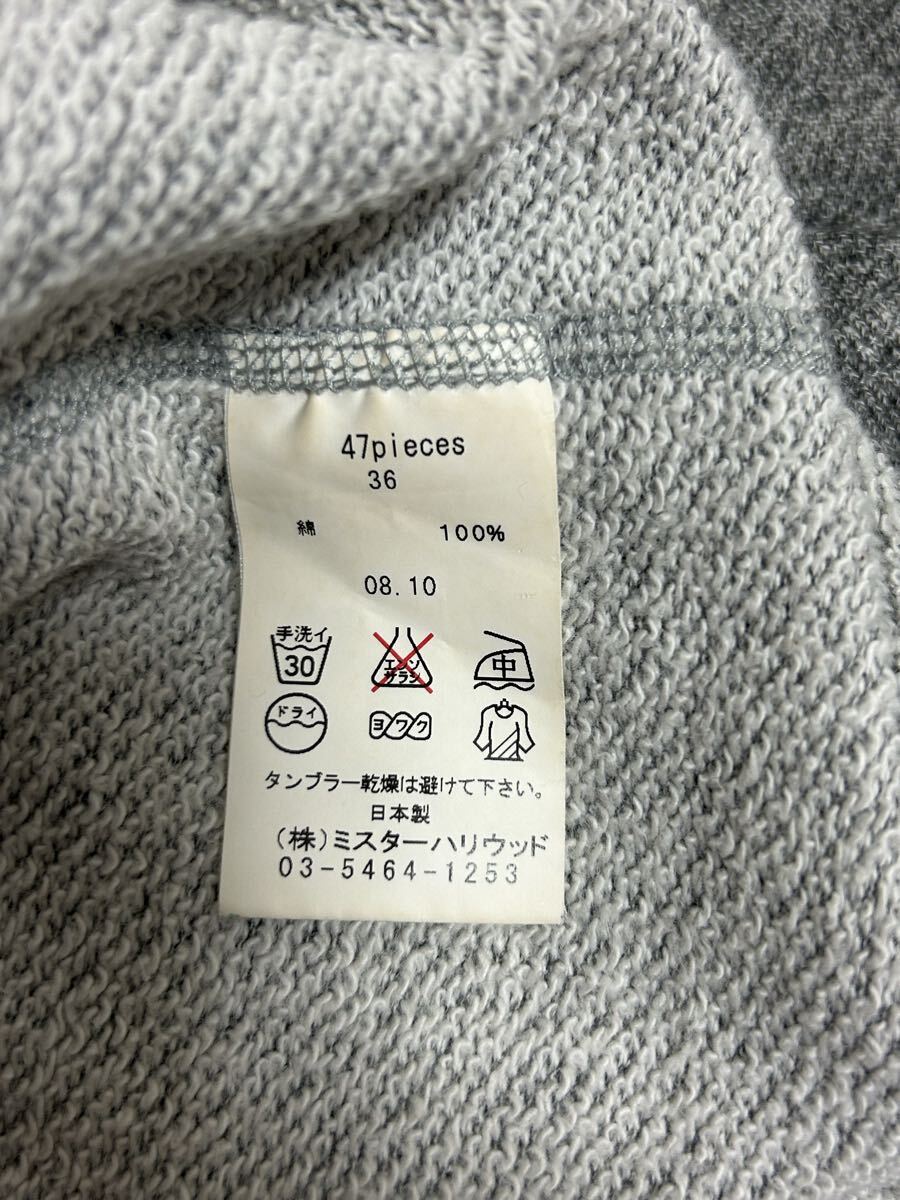 47pieces
36
綿 100%
08.10
手洗イ
30
エンソ
サラシ
中
ドライ
ヨワク
タンブラー乾燥は避けて下さい。
日本製
(株)ミスターハリウッド
03-5464-1253